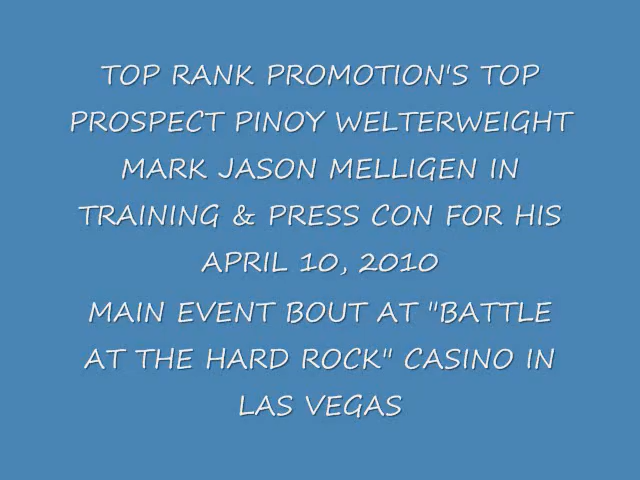 TOP RANK PROMOTION'S TOP
PROSPECT PINOY WELTERWEIGHT
MARK JASON MELLIGEN IN
TRAINING & PRESS CON FOR HIS
APRIL 10, 2010
MAIN EVENT BOUT AT "BATTLE
AT THE HARD ROCK" CASINO IN
LAS VEGAS